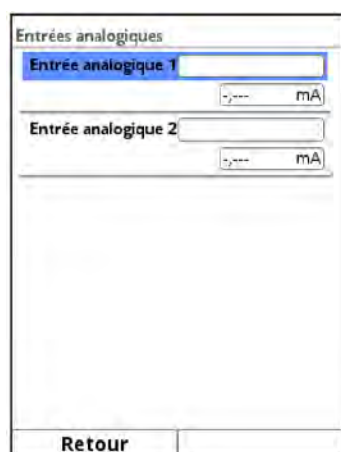 Entrées analogiques
Entrée analogique 1
-,--- mA
Entrée analogique 2
-,--- mA
Retour